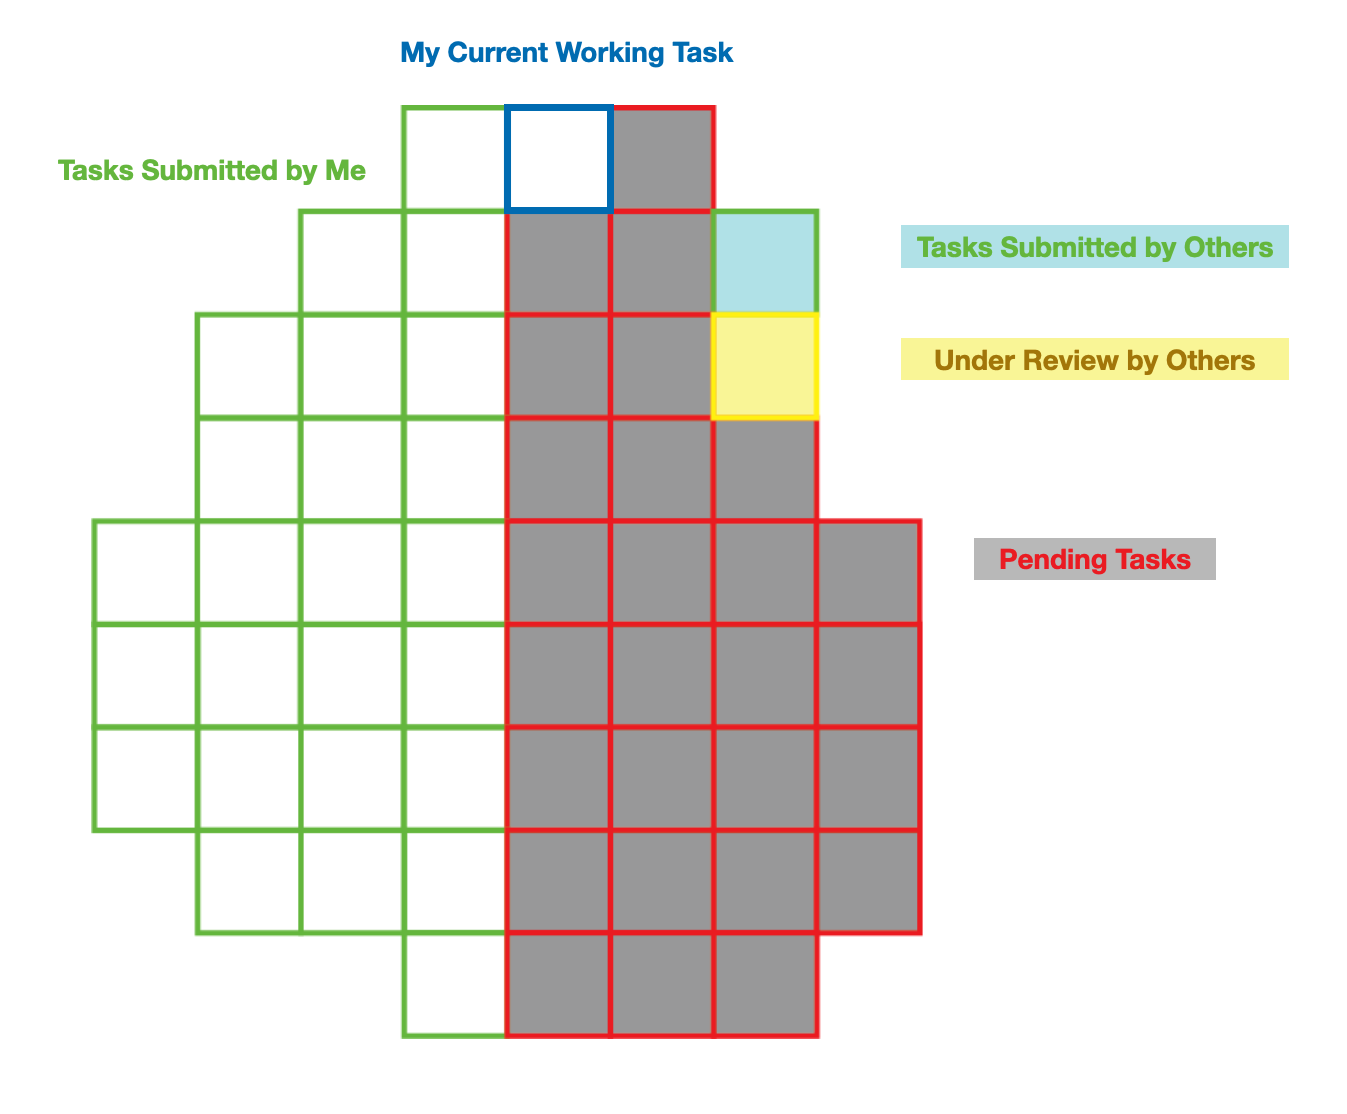 My Current Working Task
Tasks Submitted by Me
Tasks Submitted by Others
Under Review by Others
Pending Tasks